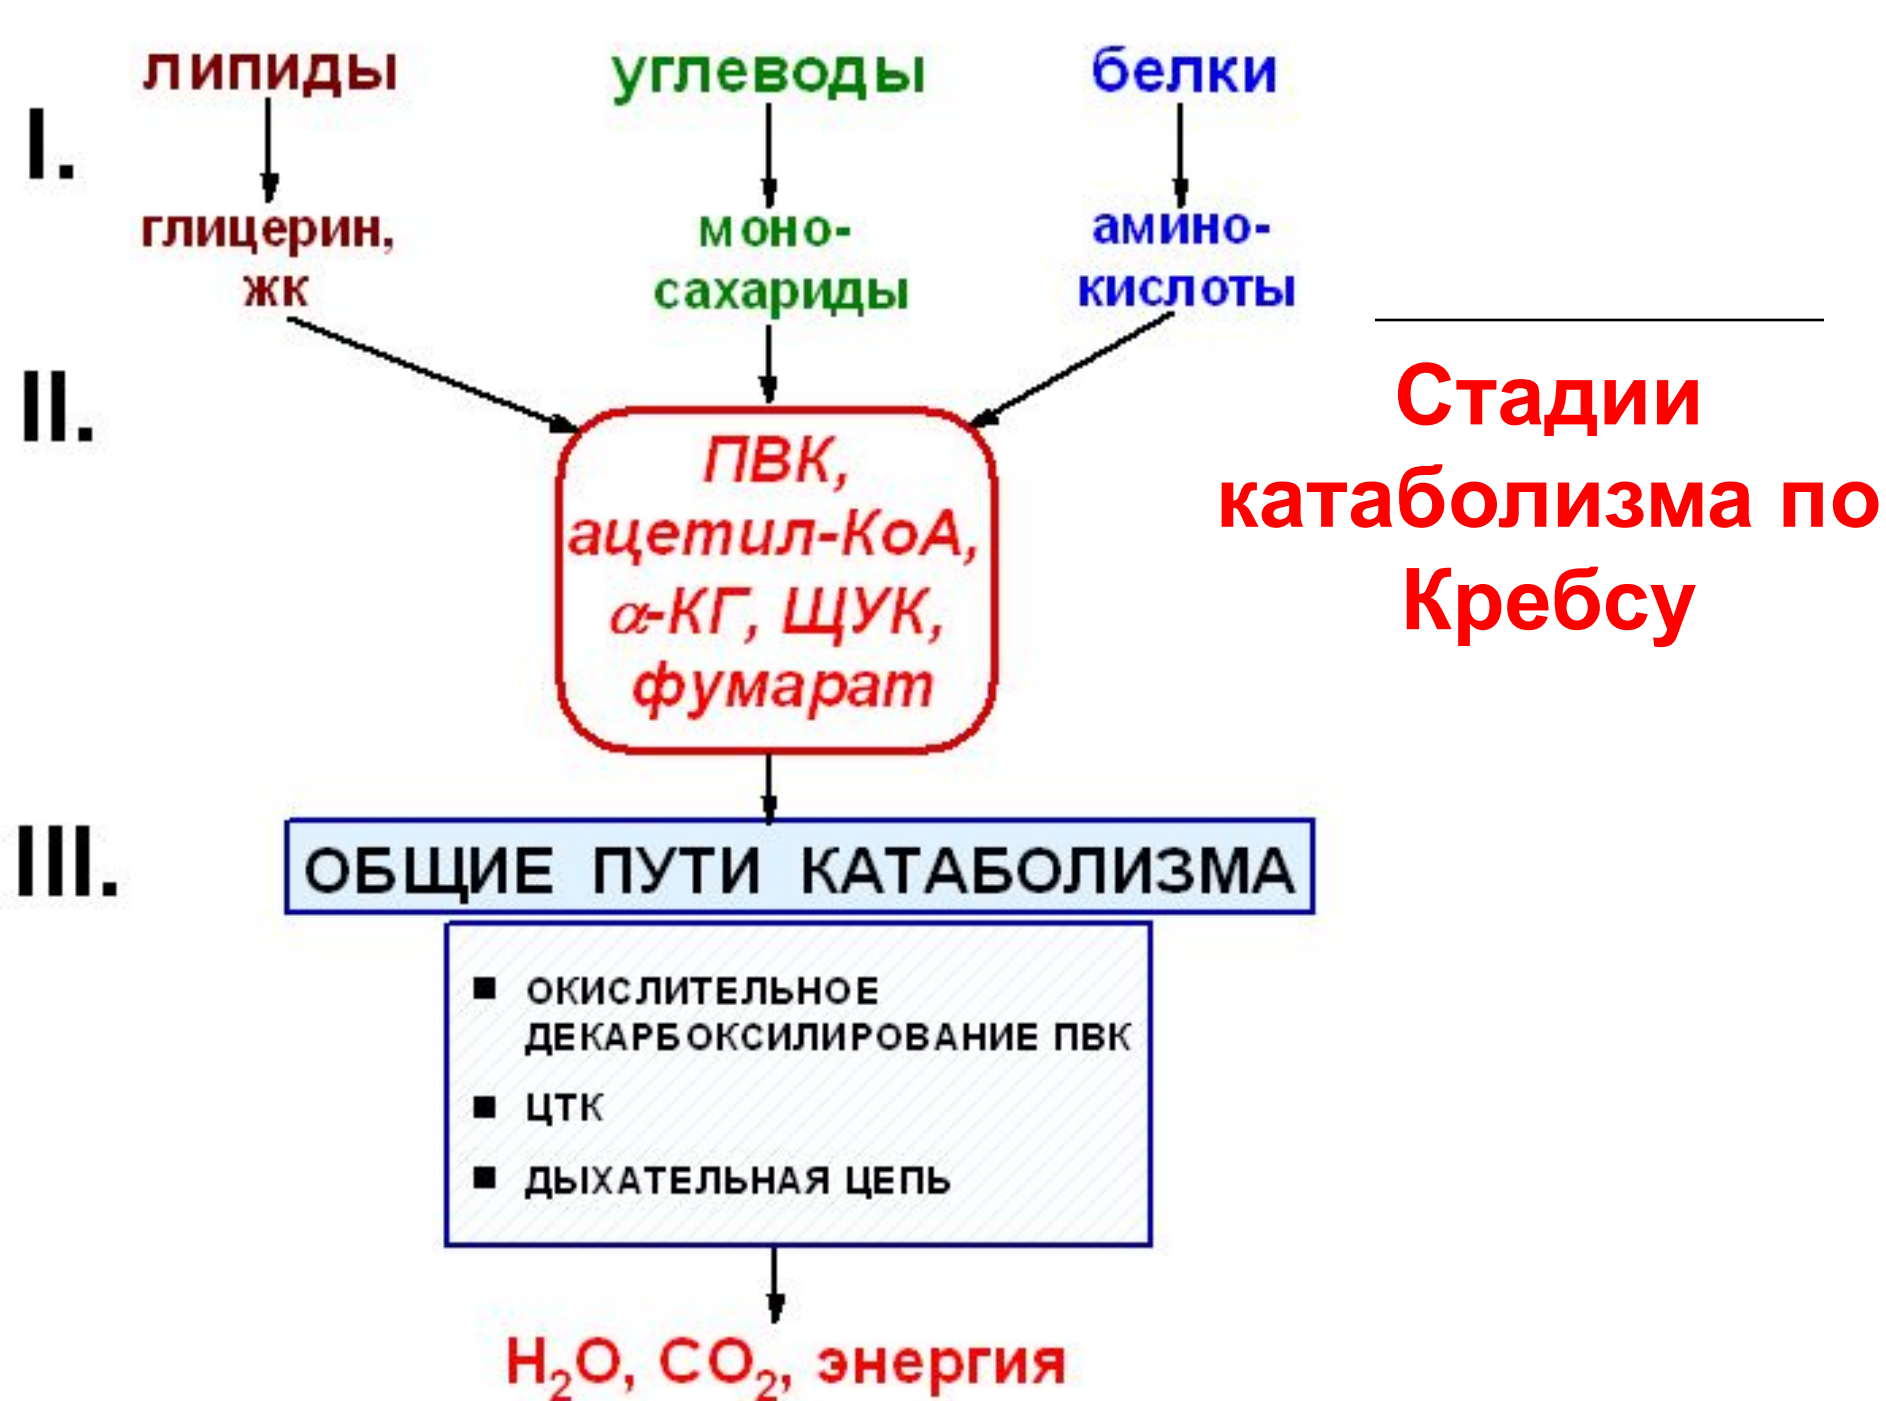 липиды
углеводы
белки
I.
глицерин,
жк
моно-
сахариды
амино-
кислоты
II.
ПВК,
ацетил-КоА,
α-КГ, ЩУК,
фумарат
Стадии
катаболизма по
Кребсу
III.
ОБЩИЕ ПУТИ КАТАБОЛИЗМА
▪ ОКИСЛИТЕЛЬНОЕ
ДЕКАРБОКСИЛИРОВАНИЕ ПВК
▪ ЦТК
▪ ДЫХАТЕЛЬНАЯ ЦЕПЬ
H₂O, CO₂, энергия